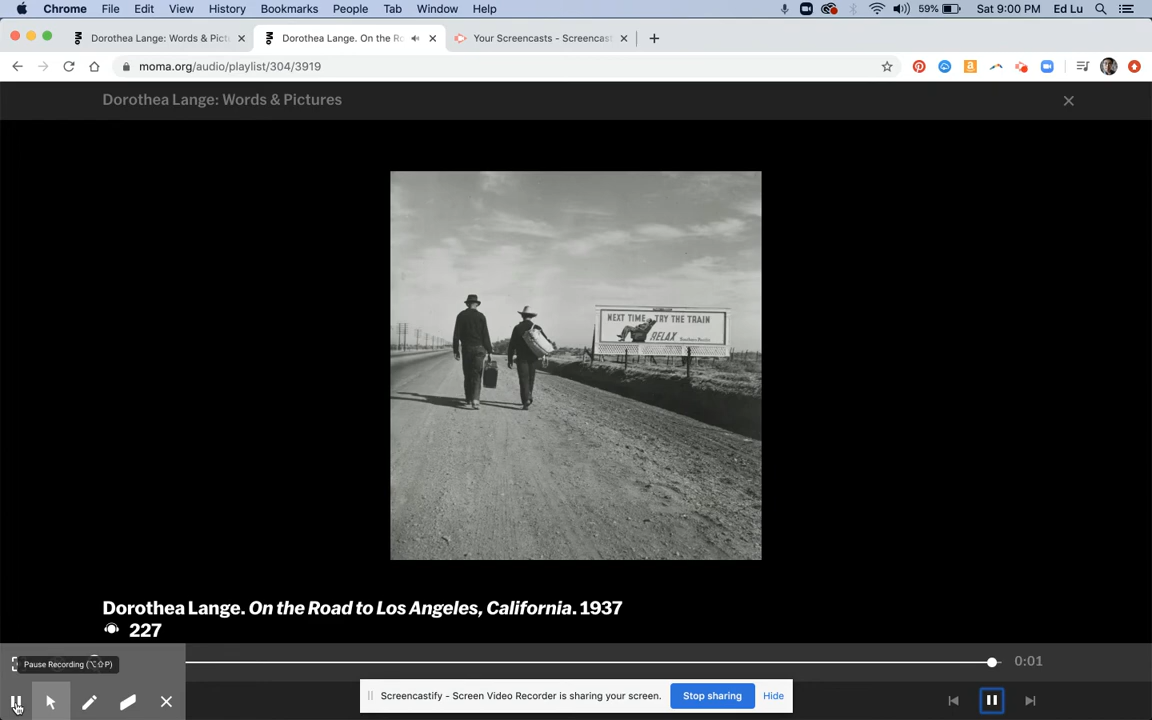 Chrome File Edit View History Bookmarks People Tab Window Help 59% Sat 9:00 PM Ed Lu
Dorothea Lange: Words & Pictu
Dorothea Lange. On the Ro
Your Screencasts - Screencast
moma.org/audio/playlist/304/3919
Dorothea Lange: Words & Pictures
NEXT TIME TRY THE TRAIN
RELAX
Southern Pacific
Dorothea Lange. On the Road to Los Angeles, California. 1937
227
Pause Recording (⌥⇧P)
0:01
Screencastify - Screen Video Recorder is sharing your screen. Stop sharing Hide